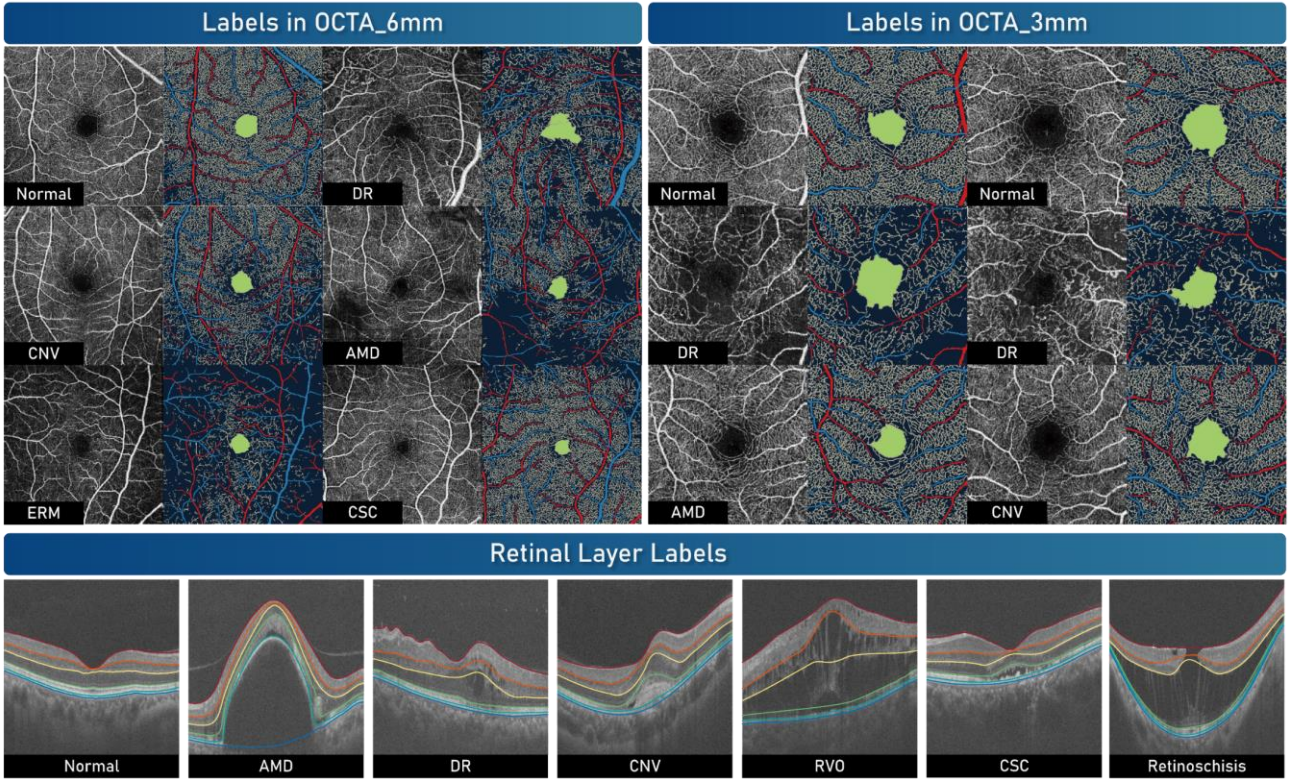 Labels in OCTA_6mm
Labels in OCTA_3mm
Normal
DR
Normal
Normal
CNV
AMD
DR
DR
ERM
CSC
AMD
CNV
Retinal Layer Labels
Normal
AMD
DR
CNV
RVO
CSC
Retinoschisis